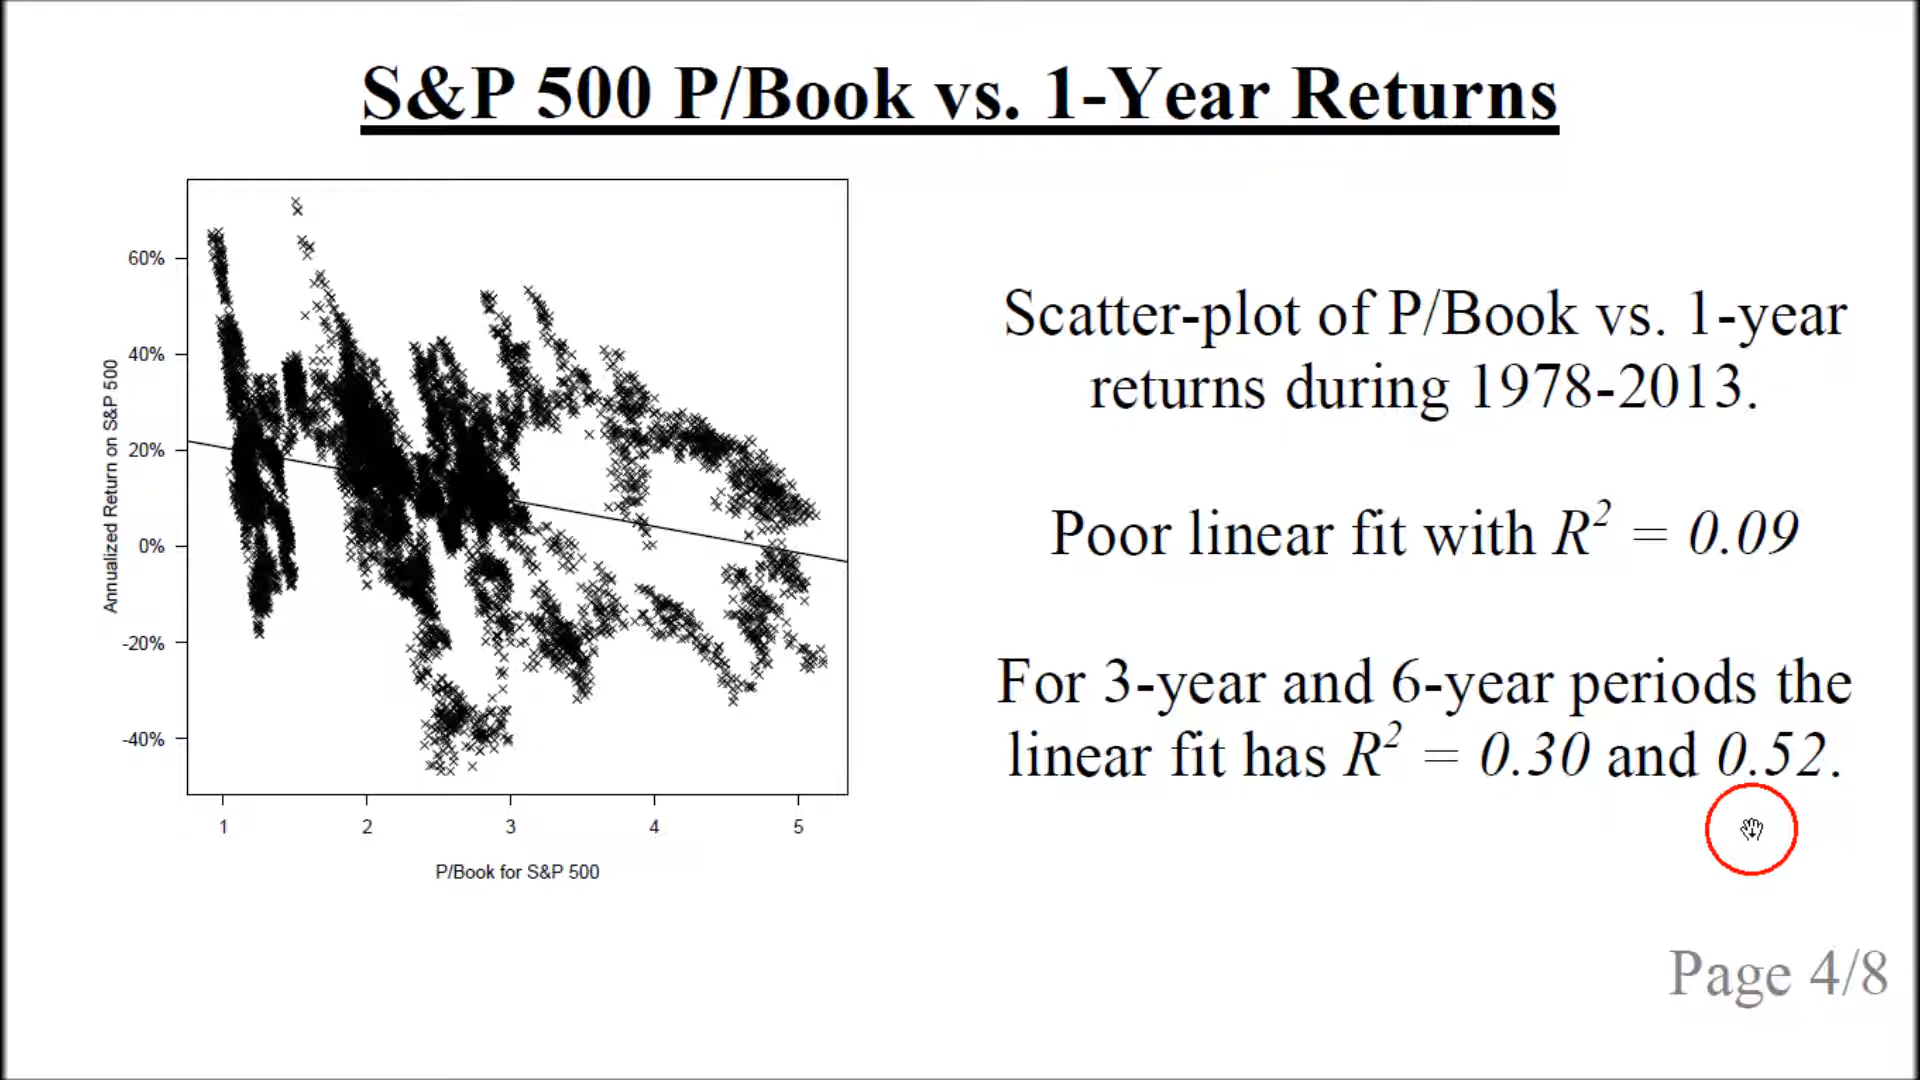 S&P 500 P/Book vs. 1-Year Returns
60%
40%
20%
0%
-20%
-40%
Annualized Return on S&P 500
1 2 3 4 5
P/Book for S&P 500
Scatter-plot of P/Book vs. 1-year
returns during 1978-2013.
Poor linear fit with R² = 0.09
For 3-year and 6-year periods the
linear fit has R² = 0.30 and 0.52.
Page 4/8